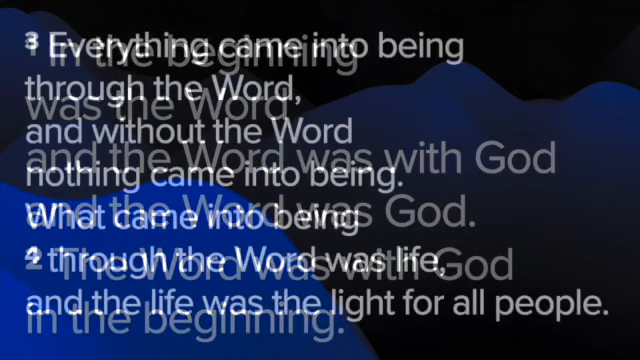 1 In the beginning
was the Word
and the Word was with God
and the Word was God.
2 The Word was with God
in the beginning.
3 Everything came into being
through the Word,
and without the Word
nothing came into being.
What came into being
4 through the Word was life,
and the life was the light for all people.